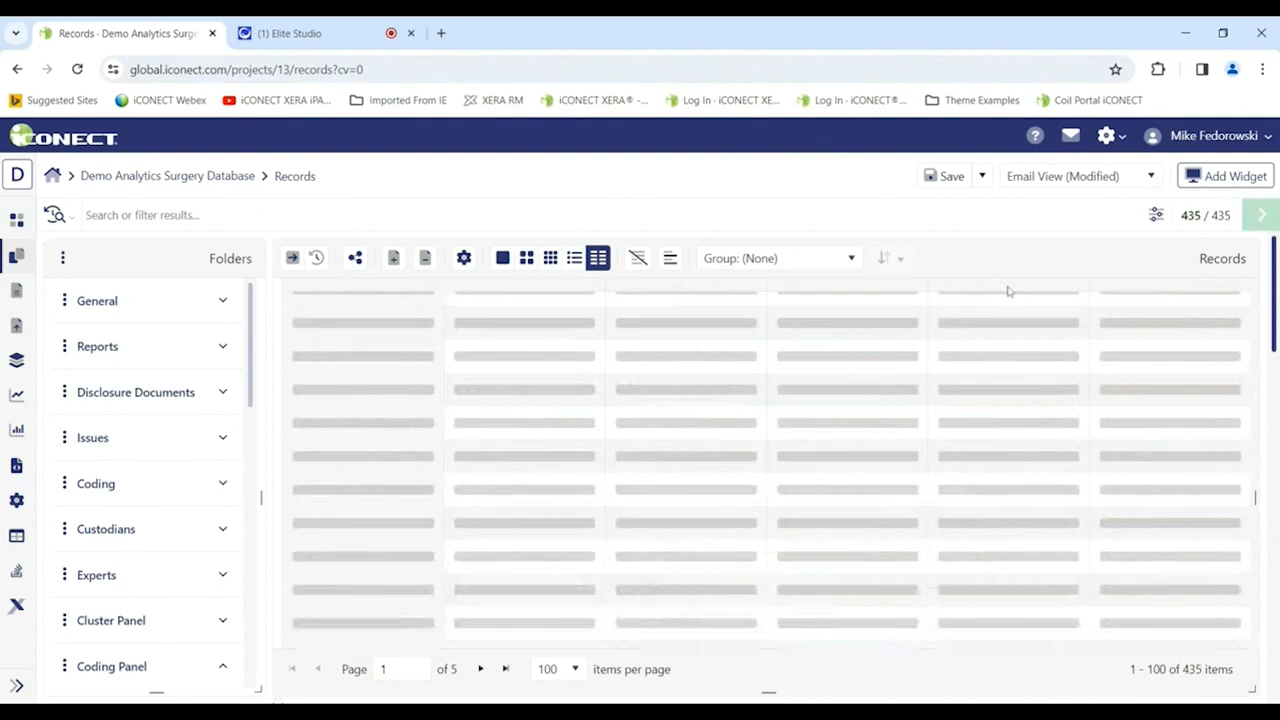 Records - Demo Analytics Surge
(1) Elite Studio
global.iconect.com/projects/13/records?cv=0
Suggested Sites
iCONECT Webex
iCONECT XERA iPA...
Imported From IE
XERA RM
iCONECT XERA® -...
Log In - iCONECT XE...
Log In - iCONECT®...
Theme Examples
Coil Portal iCONECT
iCONECT
Mike Fedorowski
D
Demo Analytics Surgery Database
Records
Save
Email View (Modified)
Add Widget
Search or filter results...
435 / 435
Folders
Group: (None)
Records
General
Reports
Disclosure Documents
Issues
Coding
Custodians
Experts
Cluster Panel
Coding Panel
Page 1 of 5
100 items per page
1 - 100 of 435 items